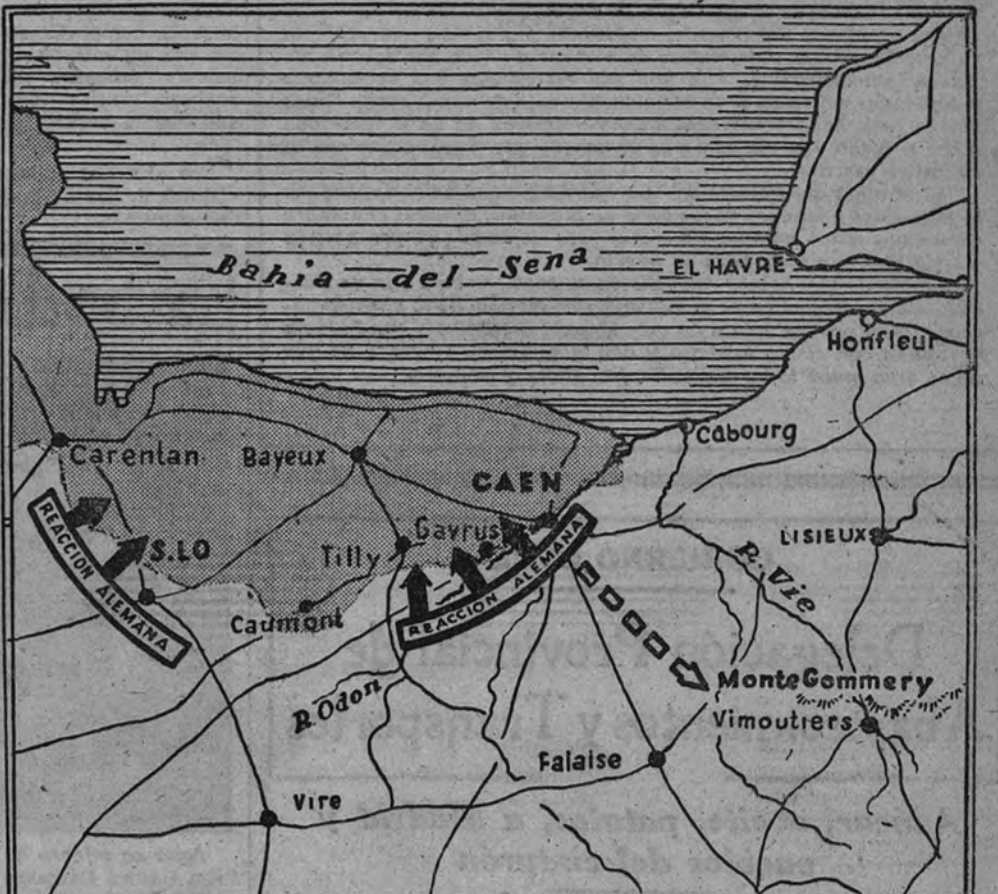 Bahia del Sena
EL HAVRE
Honfleur
Cabourg
Carentan
Bayeux
CAEN
LISIEUX
S.LO
Tilly
Gavrus
REACCION ALEMANA
REACCION ALEMANA
R. Vie
Caumont
R.Odon
MonteGommery
Vimoutiers
Falaise
Vire